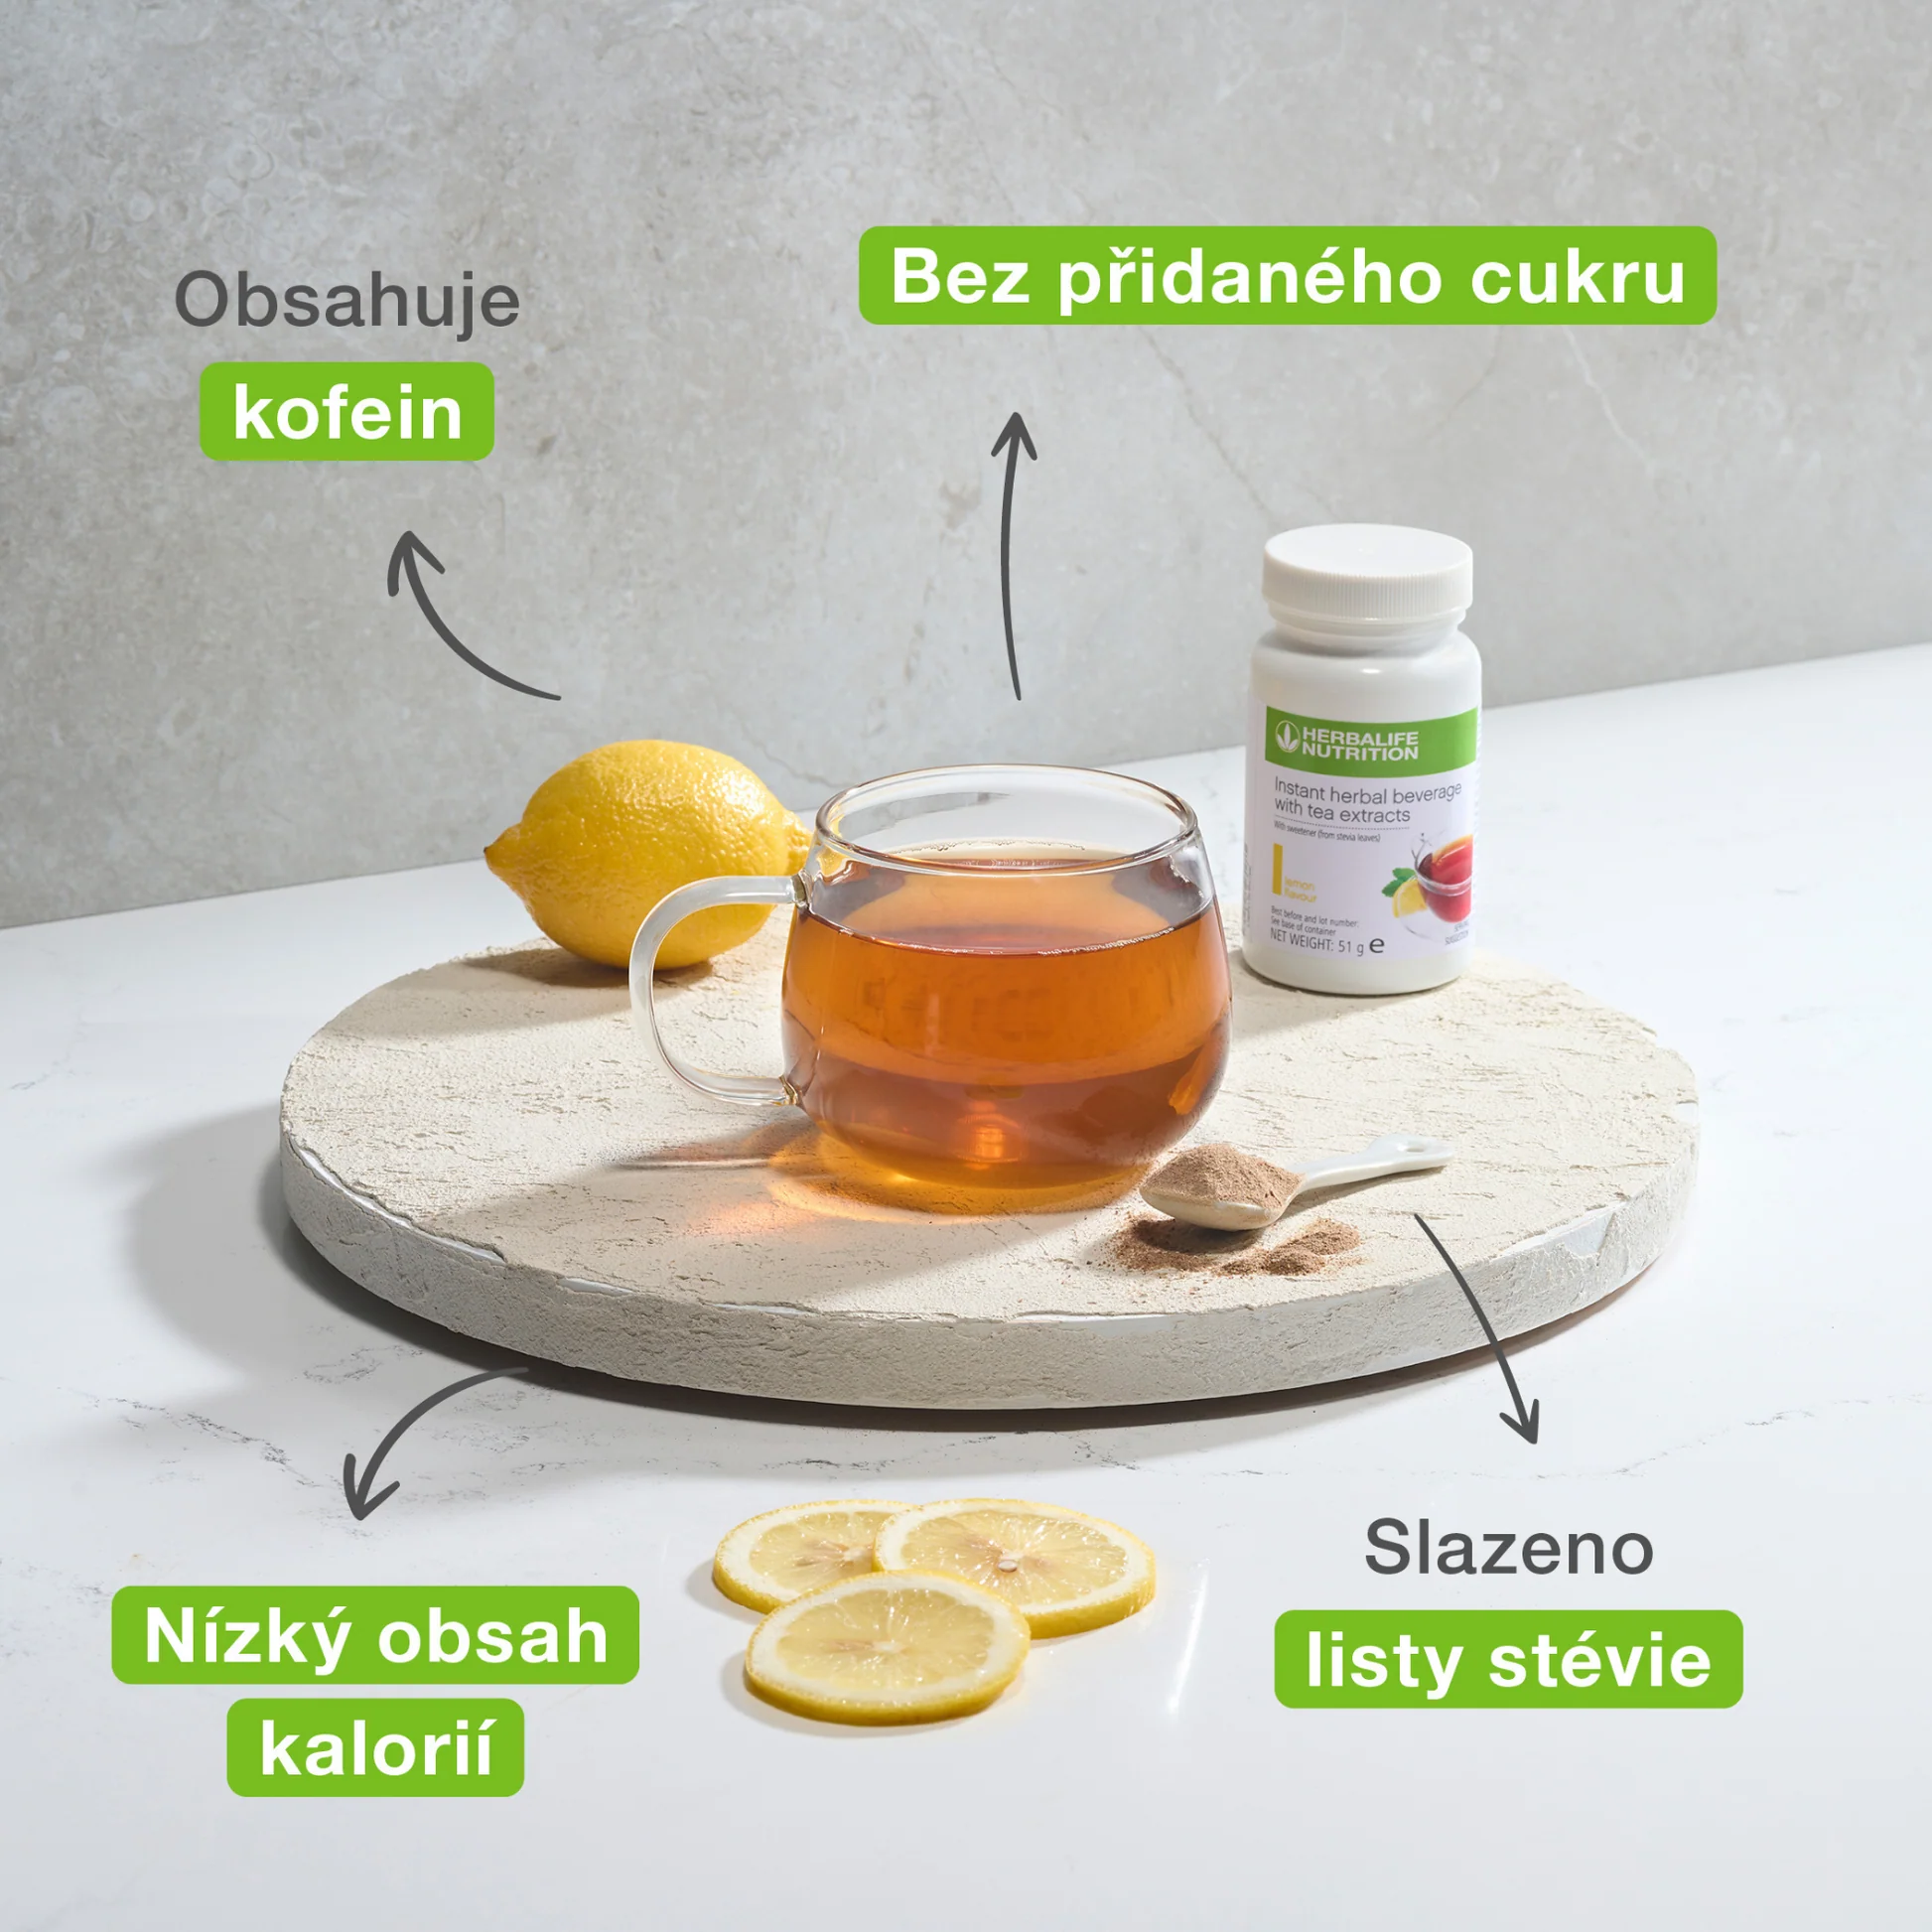 Obsahuje
kofein
Bez přidaného cukru
HERBALIFE
NUTRITION
Instant herbal beverage
with tea extracts
With sweetener (from stevia leaves)
lemon
flavour
Best before and lot number:
See base of container
NET WEIGHT: 51 g e
Nízký obsah
kalorií
Slazeno
listy stévie